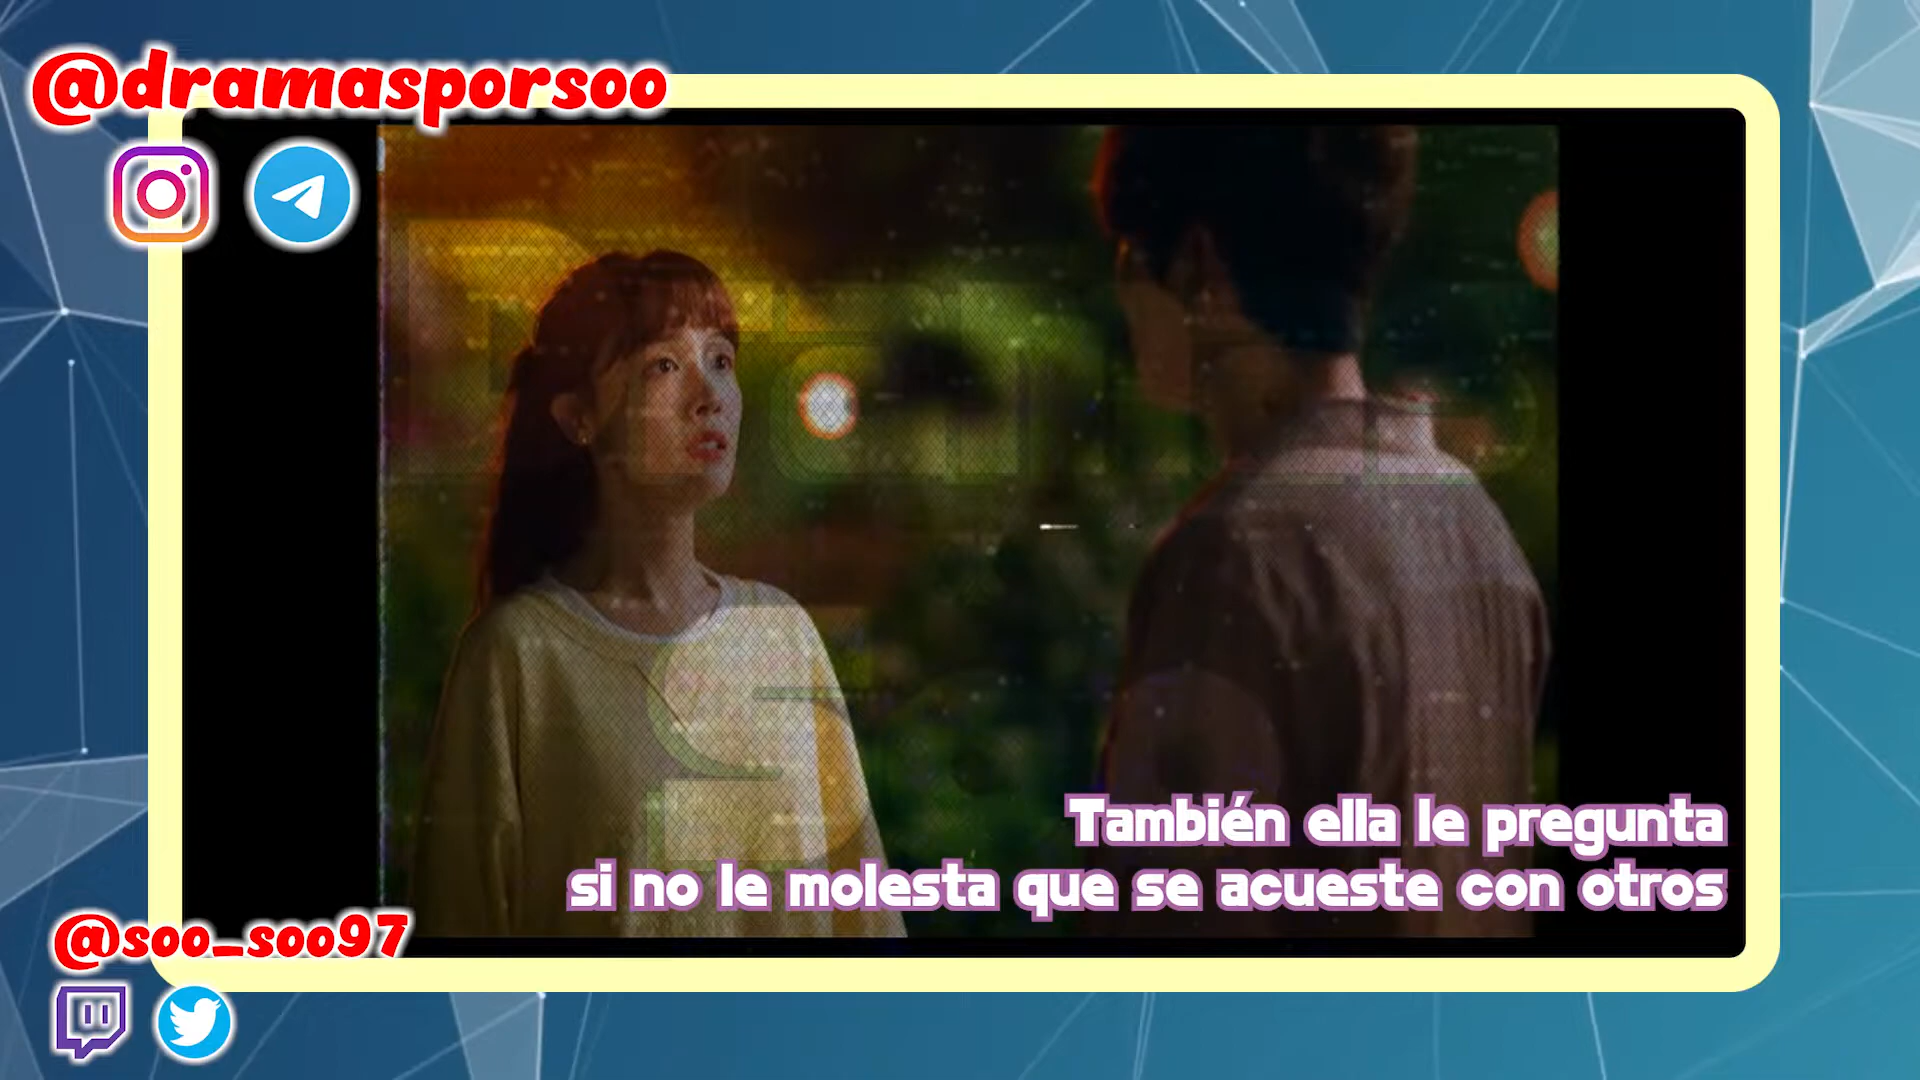 @dramasporsoo
También ella le pregunta
si no le molesta que se acueste con otros
@soo_soo97